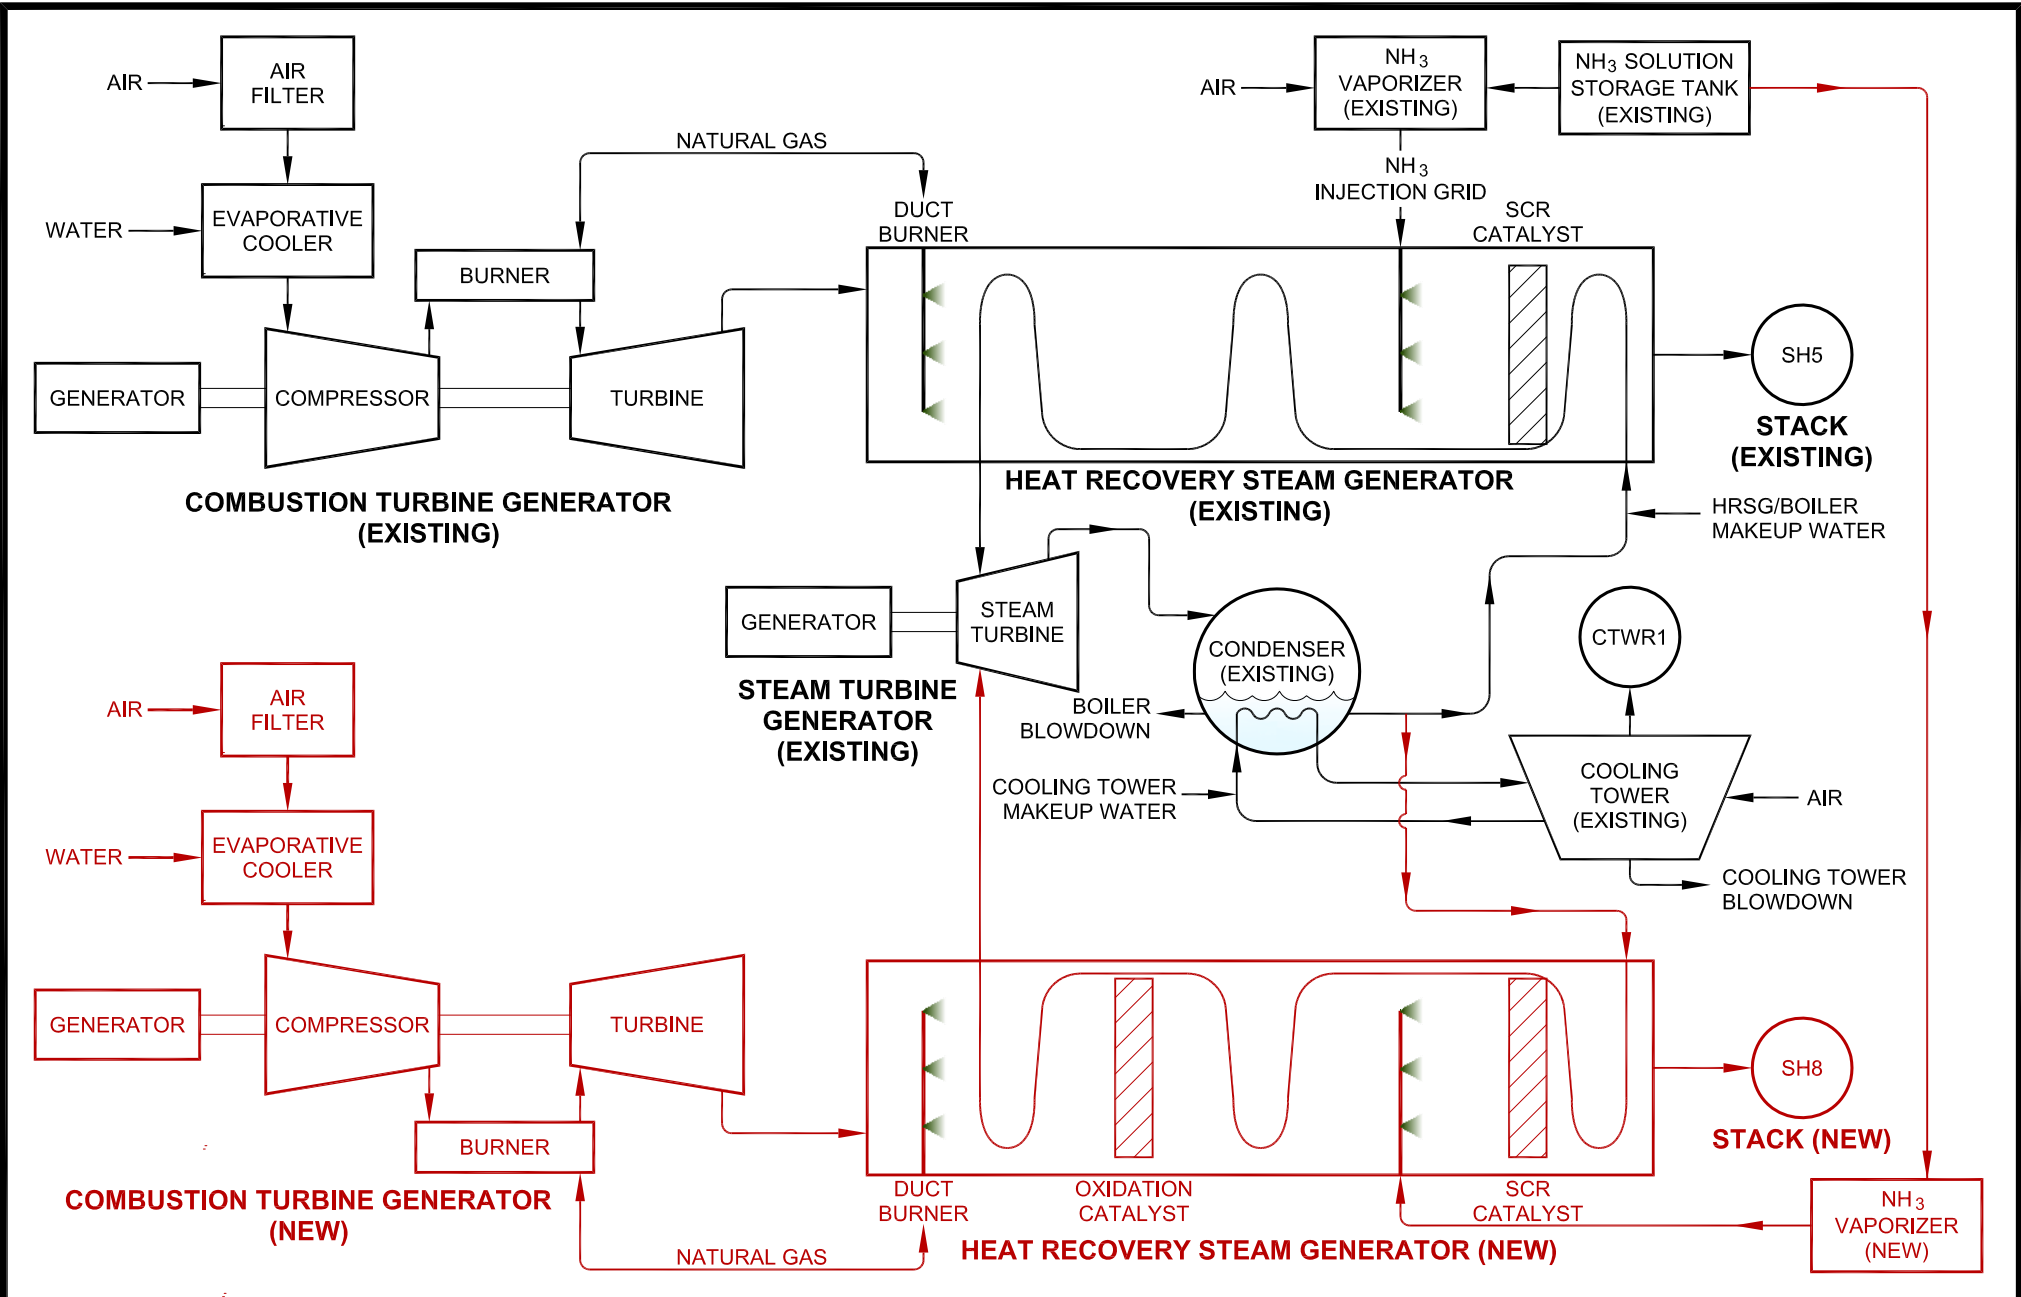 AIR
AIR
FILTER
WATER
EVAPORATIVE
COOLER
NATURAL GAS
BURNER
GENERATOR
COMPRESSOR
TURBINE
COMBUSTION TURBINE GENERATOR
(EXISTING)
AIR
NH3
VAPORIZER
(EXISTING)
NH3 SOLUTION
STORAGE TANK
(EXISTING)
NH3
INJECTION GRID
DUCT
BURNER
SCR
CATALYST
SH5
STACK
(EXISTING)
HEAT RECOVERY STEAM GENERATOR
(EXISTING)
HRSG/BOILER
MAKEUP WATER
GENERATOR
STEAM
TURBINE
STEAM TURBINE
GENERATOR
(EXISTING)
CONDENSER
(EXISTING)
BOILER
BLOWDOWN
COOLING TOWER
MAKEUP WATER
CTWR1
COOLING
TOWER
(EXISTING)
AIR
COOLING TOWER
BLOWDOWN
AIR
AIR
FILTER
WATER
EVAPORATIVE
COOLER
GENERATOR
COMPRESSOR
TURBINE
BURNER
COMBUSTION TURBINE GENERATOR
(NEW)
NATURAL GAS
DUCT
BURNER
OXIDATION
CATALYST
SCR
CATALYST
HEAT RECOVERY STEAM GENERATOR (NEW)
SH8
STACK (NEW)
NH3
VAPORIZER
(NEW)